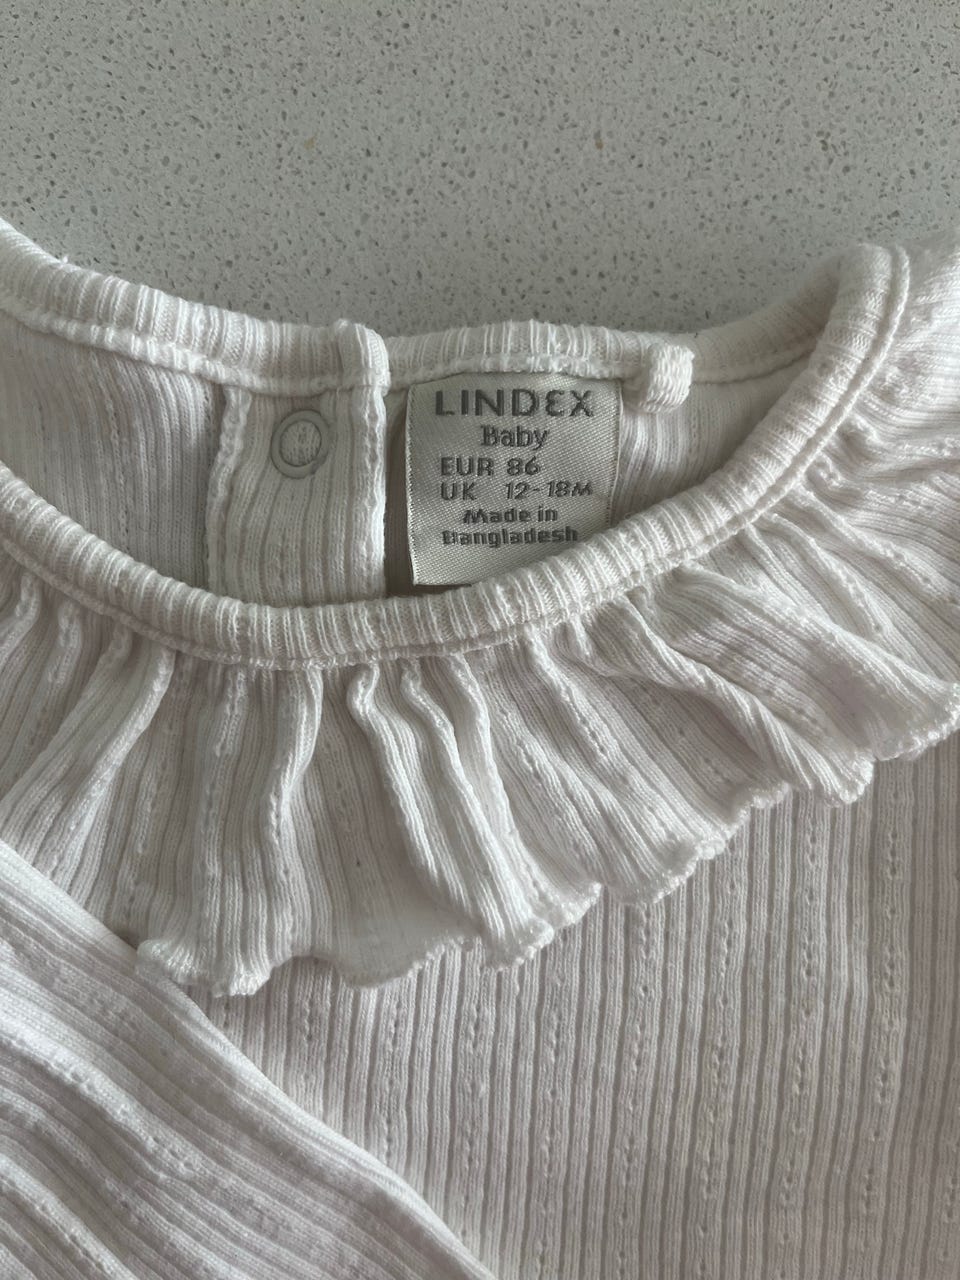 LINDEX
Baby
EUR 86
UK 12-18M
Made in
Bangladesh